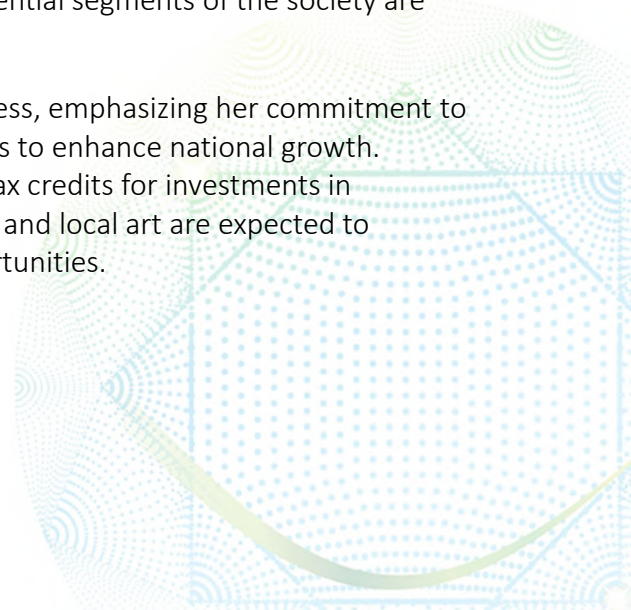 ential segments of the society are
ess, emphasizing her commitment to
s to enhance national growth.
ax credits for investments in
and local art are expected to
rtunities.